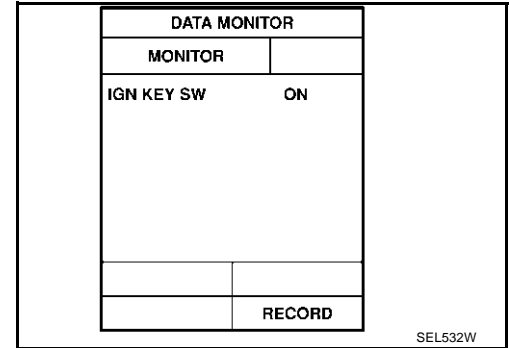 DATA MONITOR
MONITOR
IGN KEY SW ON
RECORD
SEL532W